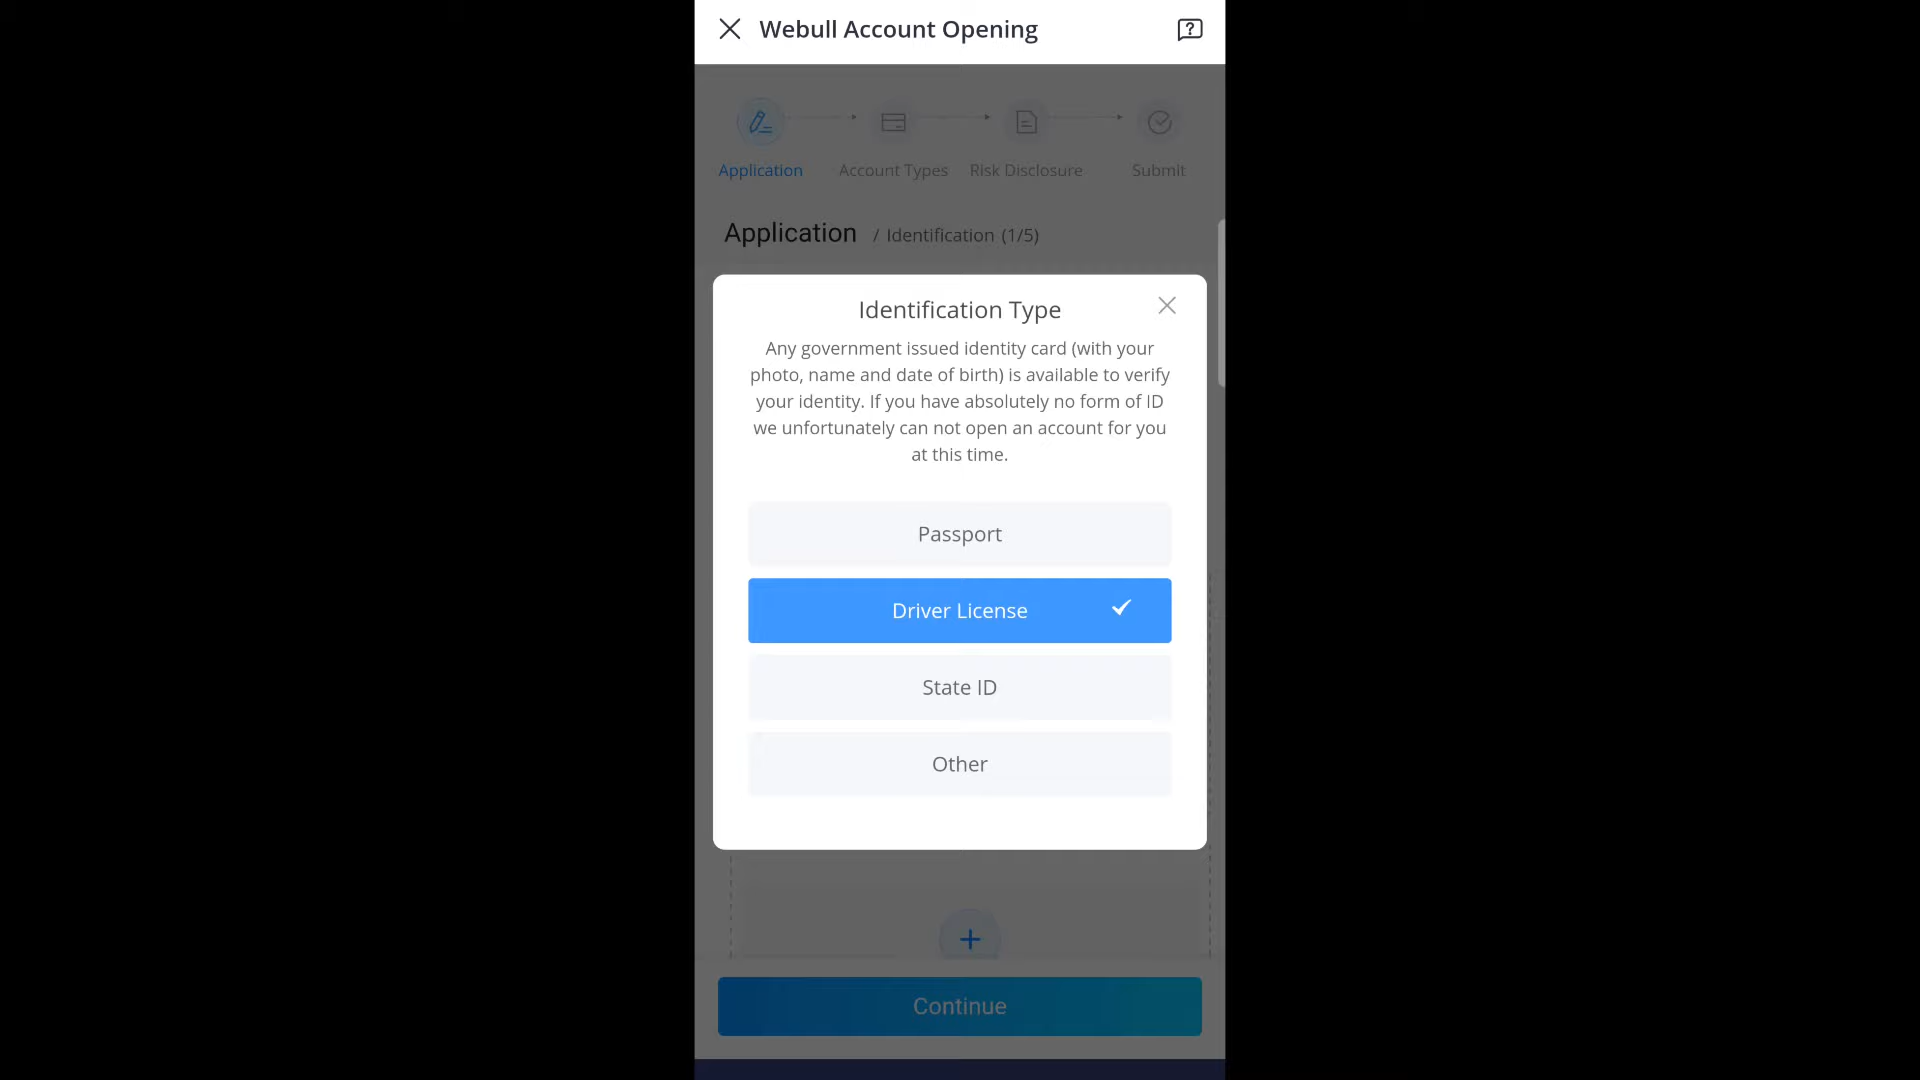 Webull Account Opening
Application
Account Types
Risk Disclosure
Submit
Application / Identification (1/5)
Identification Type
Any government issued identity card (with your
photo, name and date of birth) is available to verify
your identity. If you have absolutely no form of ID
we unfortunately can not open an account for you
at this time.
Passport
Driver License
State ID
Other
Continue